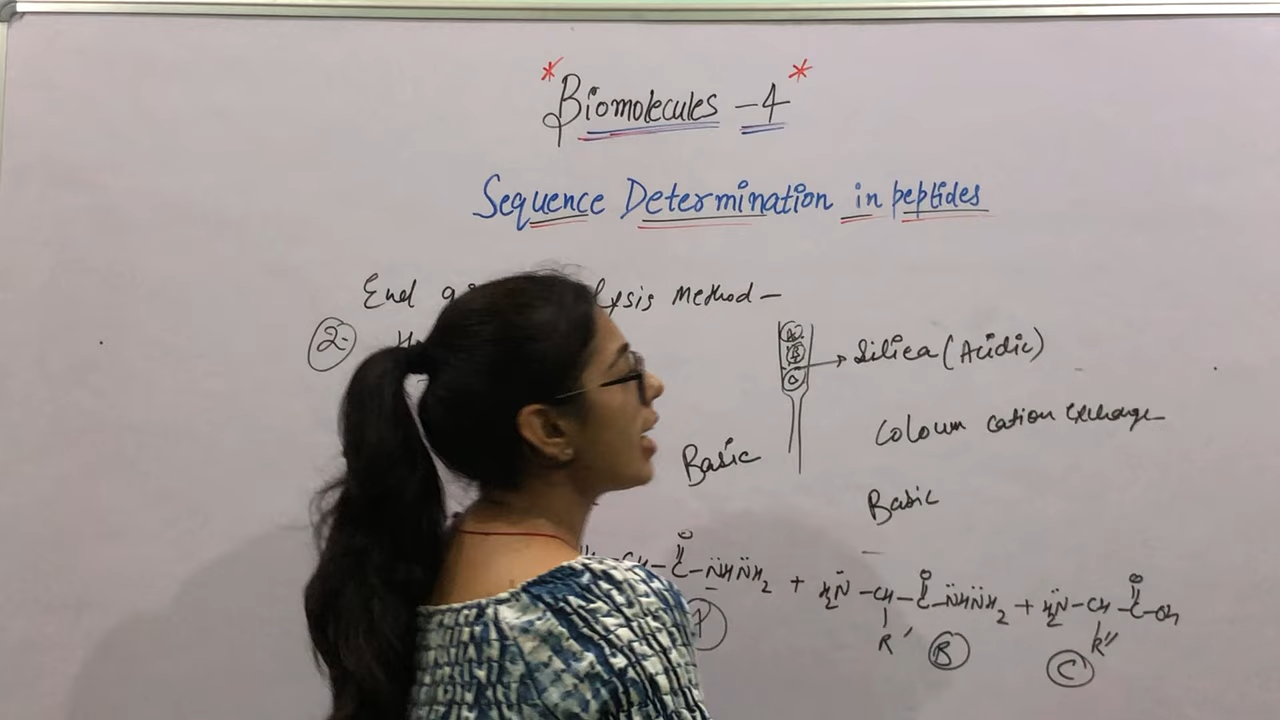 * Biomolecules - 4 *
Sequence Determination in peptides
End lysis Method -
2-
A B C → Silica (Acidic)
Coloum cation exchange
Basic
Basic
O
CH - C - NHNH2 + H2N - CH - C - NHNH2 + H2N - CH - C - OH
R' R''
B C